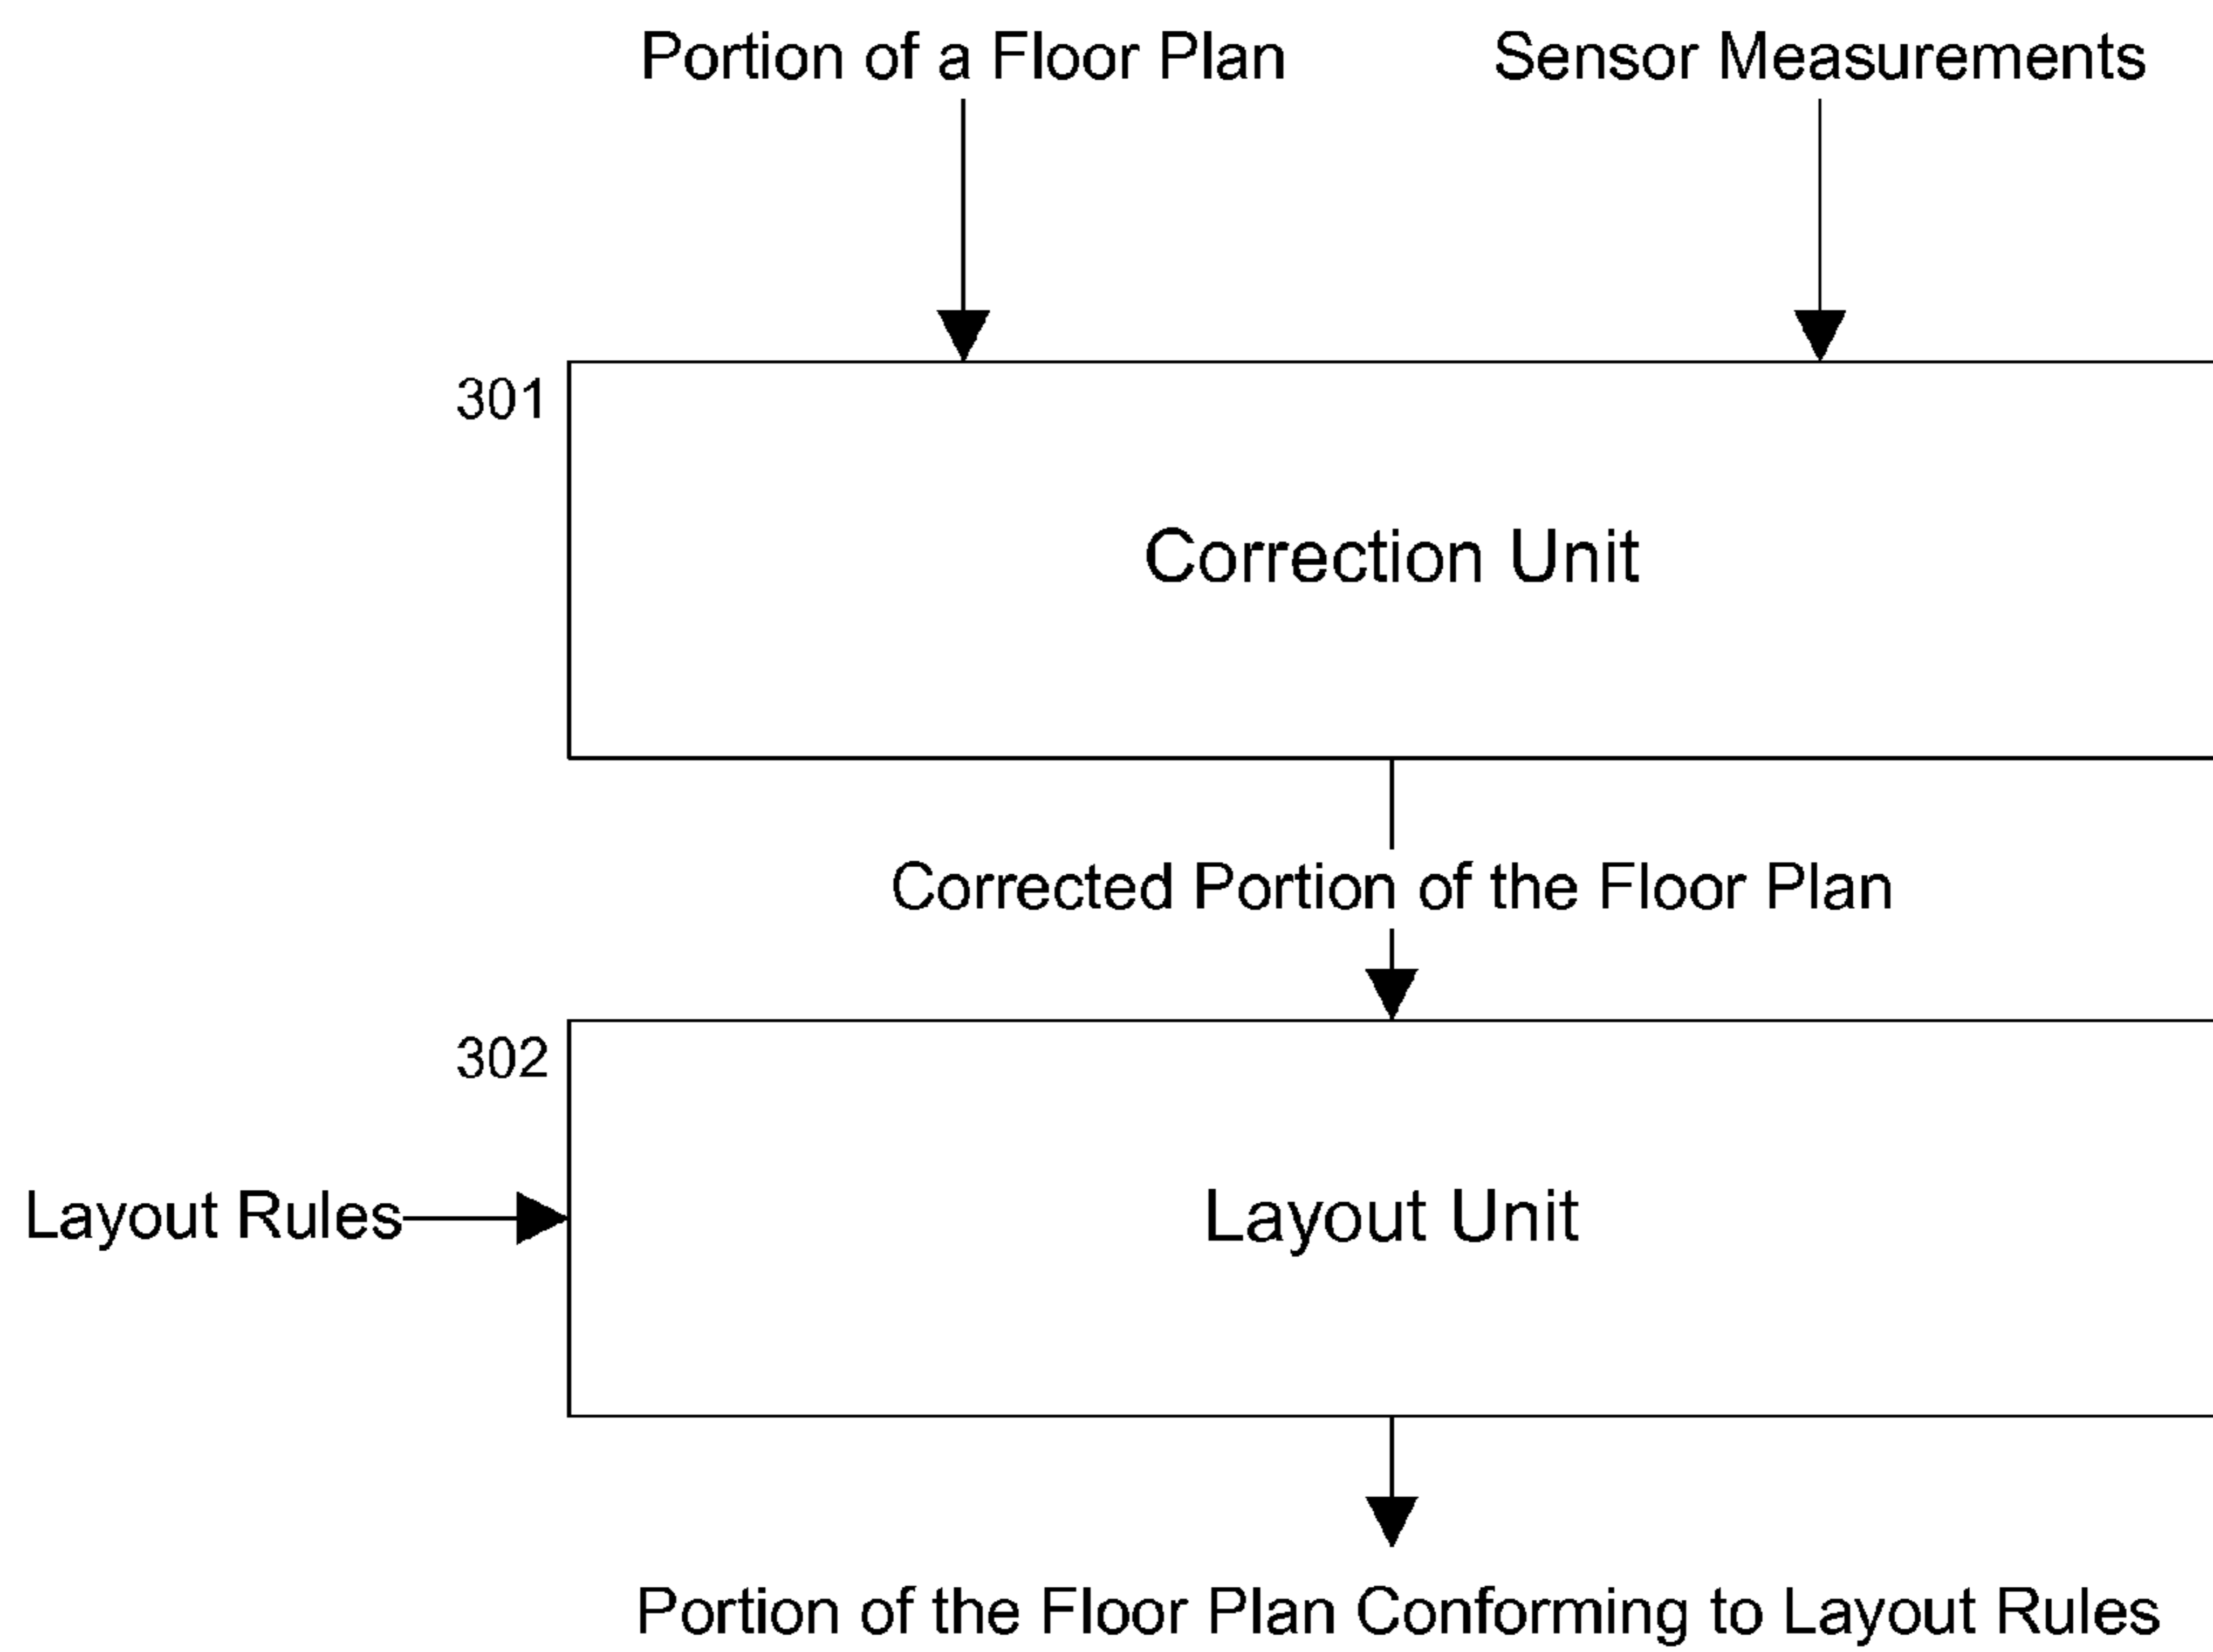 Portion of a Floor Plan
Sensor Measurements
301
Correction Unit
Corrected Portion of the Floor Plan
302
Layout Rules
Layout Unit
Portion of the Floor Plan Conforming to Layout Rules